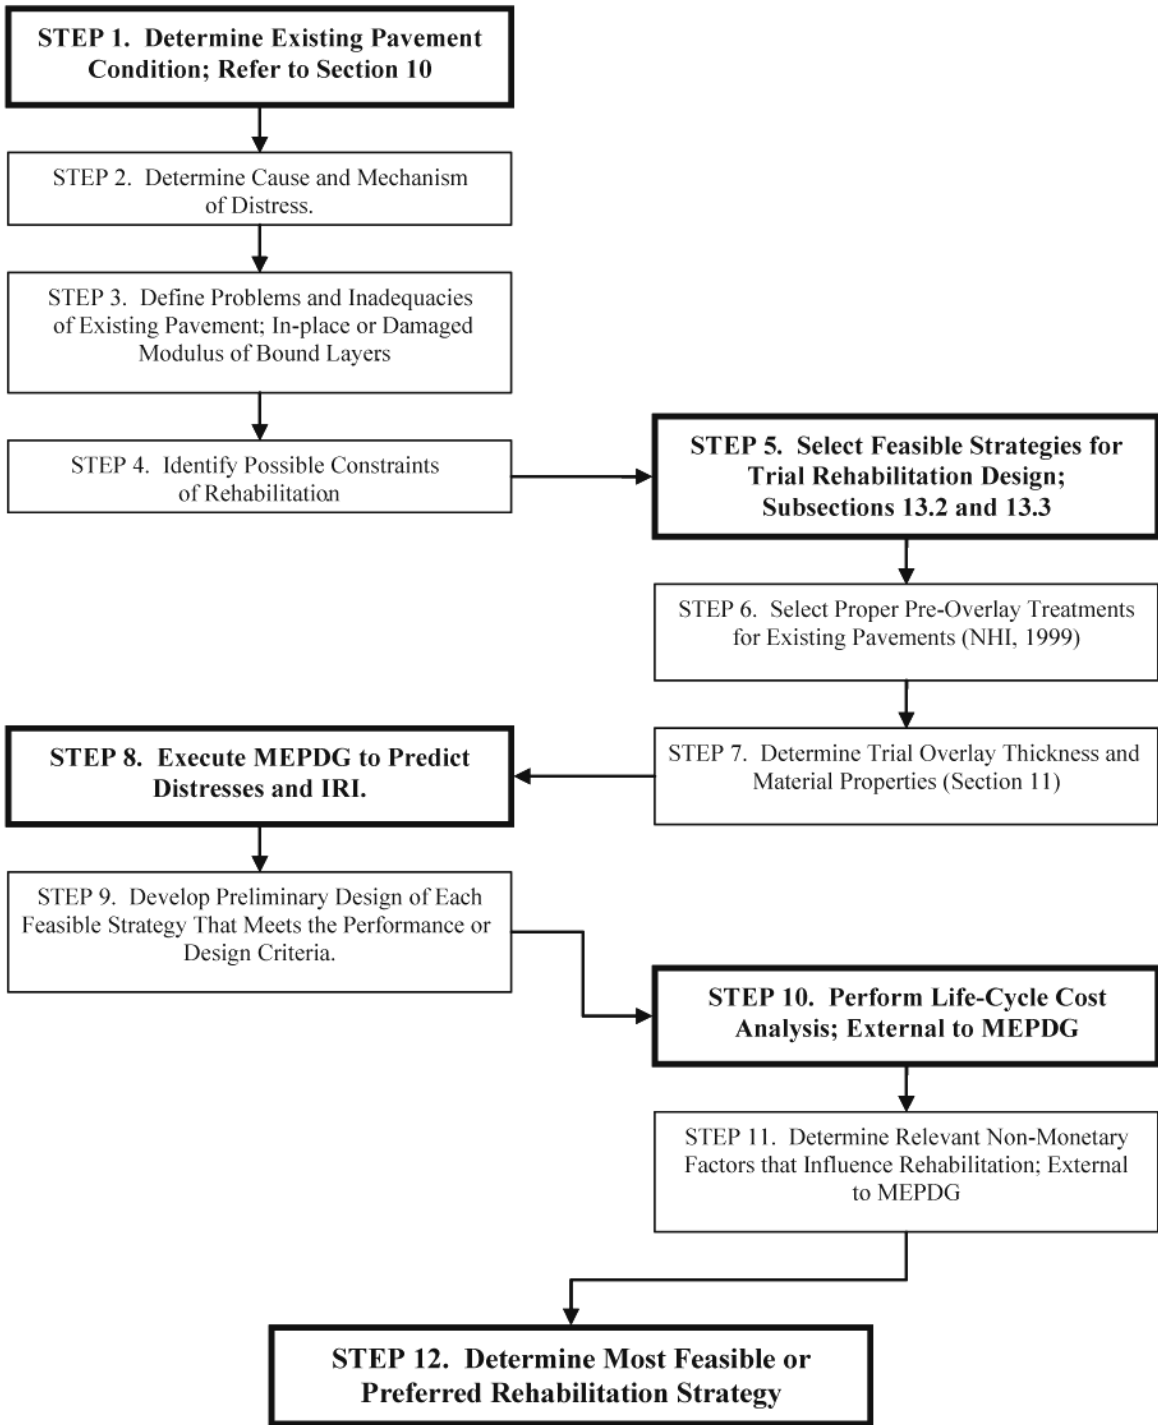 STEP 1. Determine Existing Pavement
Condition; Refer to Section 10
STEP 2. Determine Cause and Mechanism
of Distress.
STEP 3. Define Problems and Inadequacies
of Existing Pavement; In-place or Damaged
Modulus of Bound Layers
STEP 4. Identify Possible Constraints
of Rehabilitation
STEP 5. Select Feasible Strategies for
Trial Rehabilitation Design;
Subsections 13.2 and 13.3
STEP 6. Select Proper Pre-Overlay Treatments
for Existing Pavements (NHI, 1999)
STEP 7. Determine Trial Overlay Thickness and
Material Properties (Section 11)
STEP 8. Execute MEPDG to Predict
Distresses and IRI.
STEP 9. Develop Preliminary Design of Each
Feasible Strategy That Meets the Performance or
Design Criteria.
STEP 10. Perform Life-Cycle Cost
Analysis; External to MEPDG
STEP 11. Determine Relevant Non-Monetary
Factors that Influence Rehabilitation; External
to MEPDG
STEP 12. Determine Most Feasible or
Preferred Rehabilitation Strategy